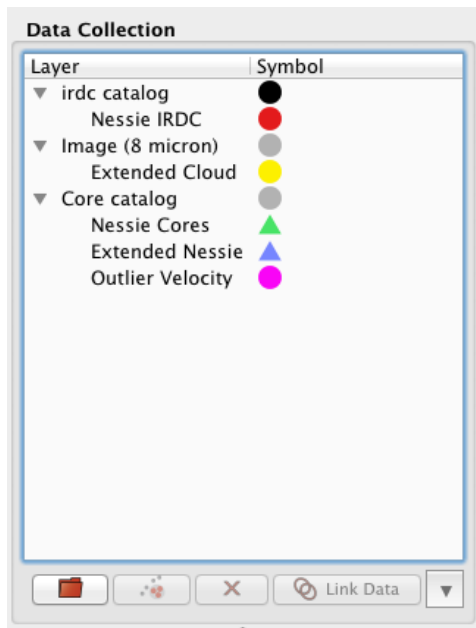 Data Collection
Layer Symbol
irdc catalog
Nessie IRDC
Image (8 micron)
Extended Cloud
Core catalog
Nessie Cores
Extended Nessie
Outlier Velocity
Link Data